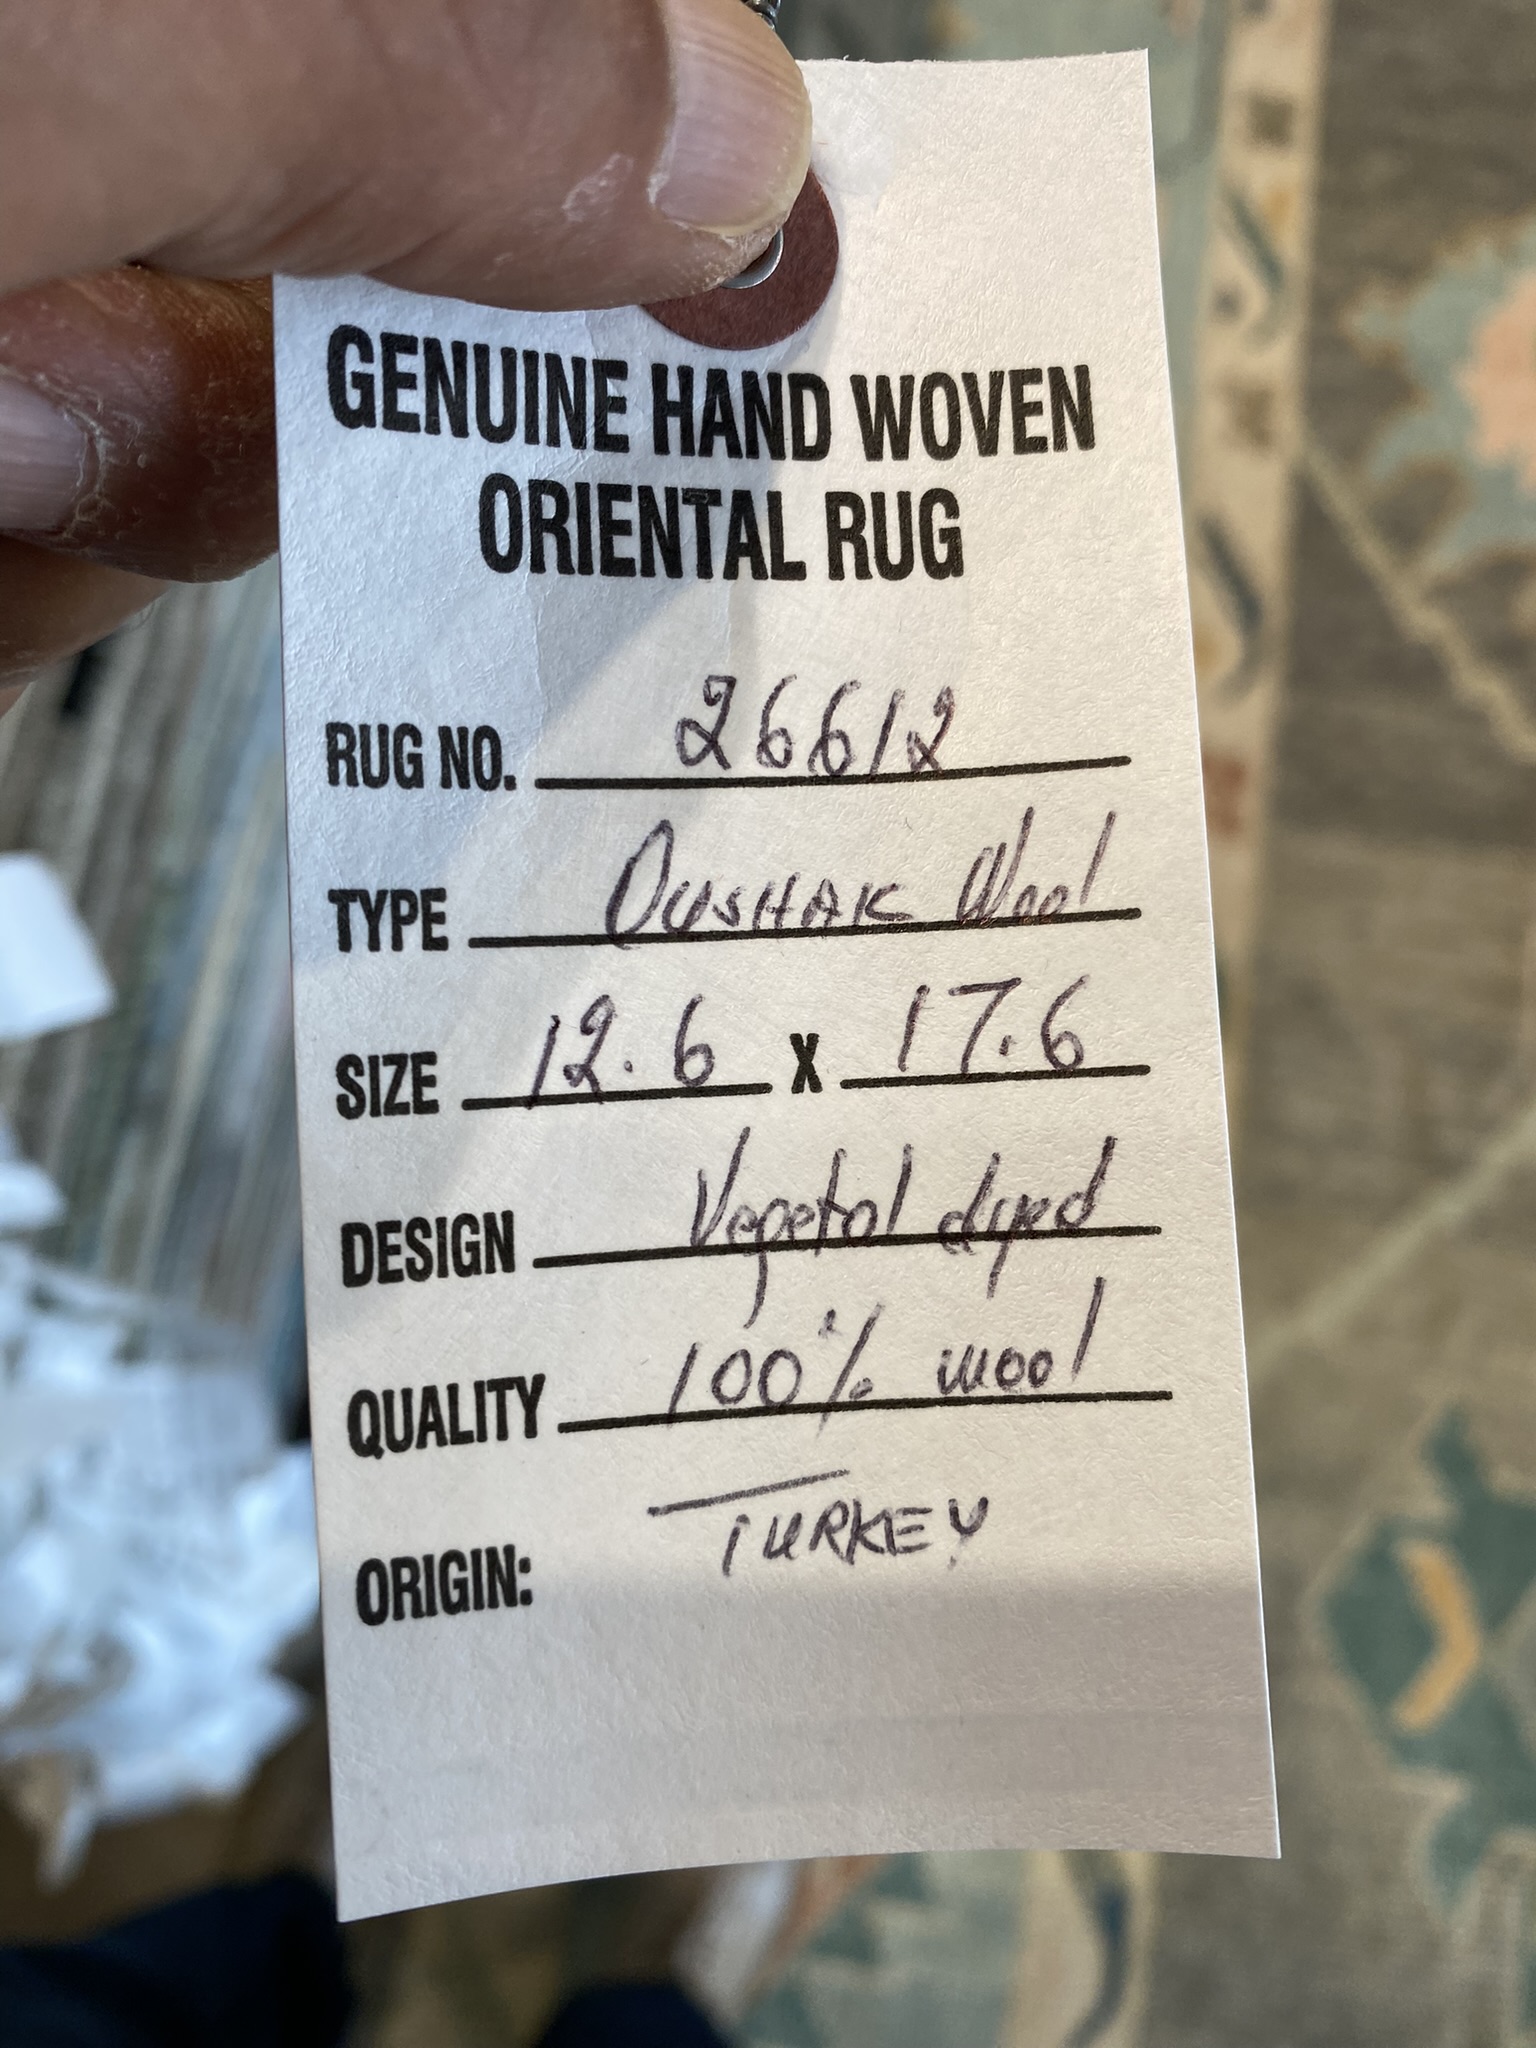 GENUINE HAND WOVEN
ORIENTAL RUG
RUG NO. 26612
TYPE OUSHAK Wool
SIZE 12.6 X 17.6
DESIGN Vegetal dyed
QUALITY 100% wool
ORIGIN: TURKEY